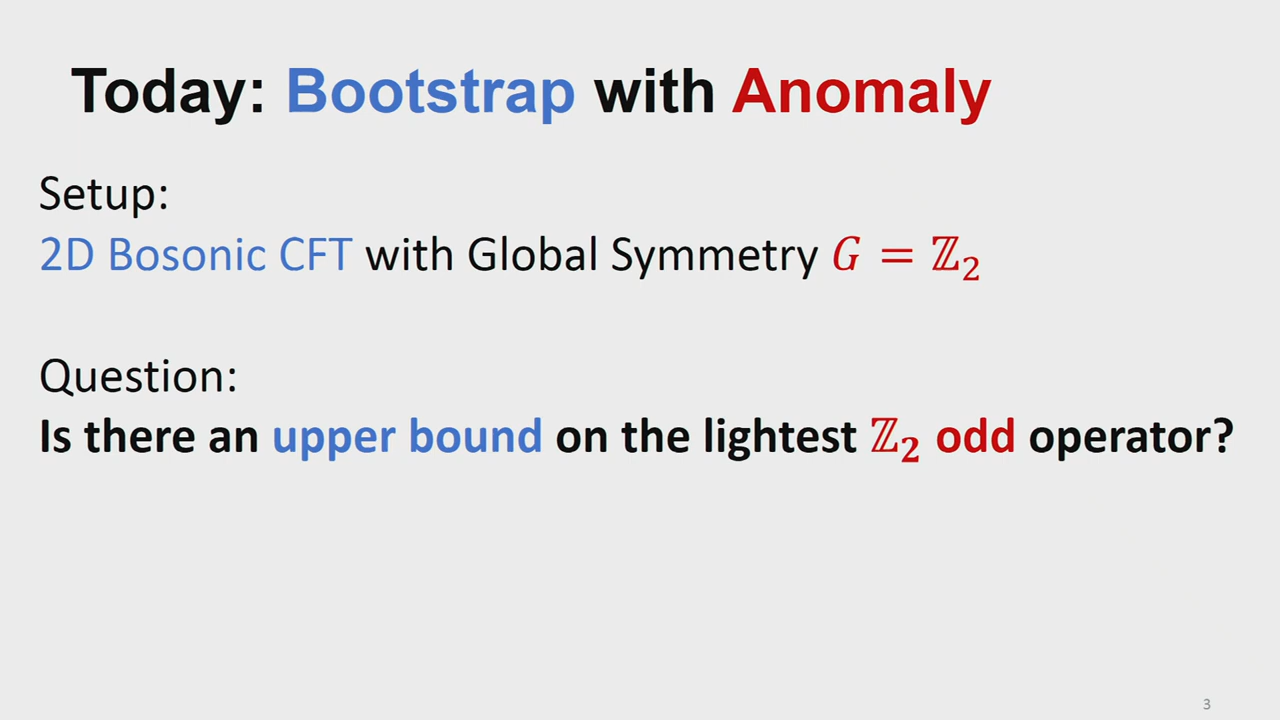 Today: Bootstrap with Anomaly
Setup:
2D Bosonic CFT with Global Symmetry G = ℤ₂
Question:
Is there an upper bound on the lightest ℤ₂ odd operator?
3